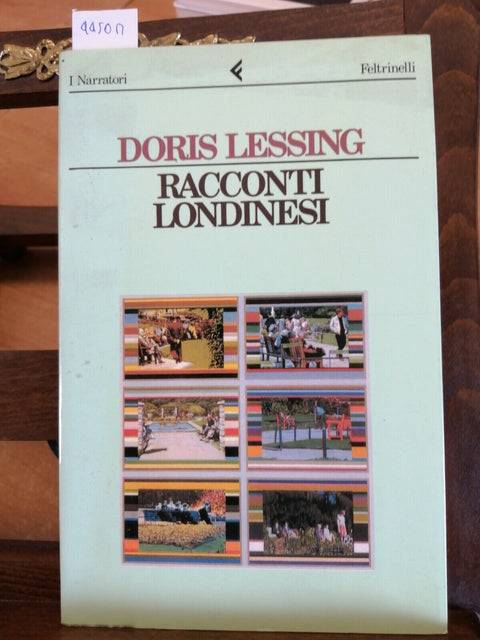 I Narratori
Feltrinelli
DORIS LESSING
RACCONTI
LONDINESI